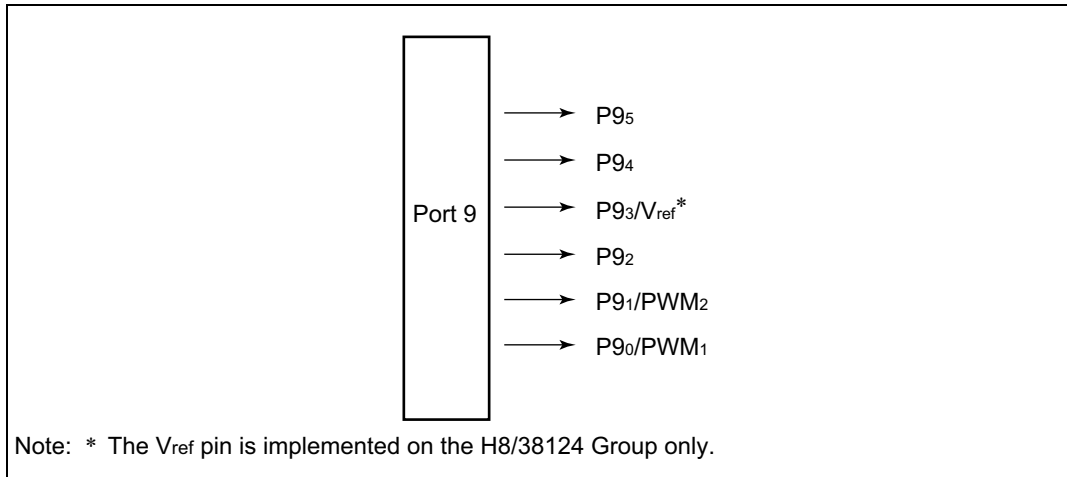 Port 9
P95
P94
P93/Vref*
P92
P91/PWM2
P90/PWM1
Note: * The Vref pin is implemented on the H8/38124 Group only.